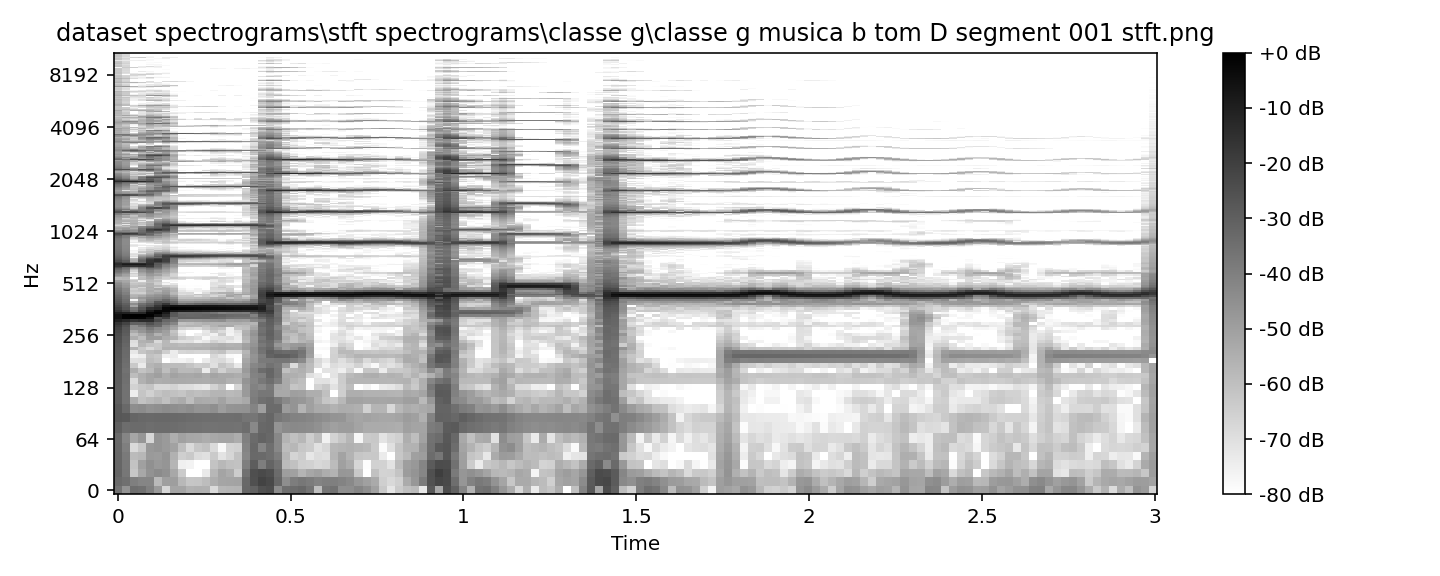 dataset spectrograms\stft spectrograms\classe g\classe g musica b tom D segment 001 stft.png
8192
4096
2048
1024
512
256
128
64
0
Hz
0
0.5
1
1.5
2
2.5
3
Time
+0 dB
-10 dB
-20 dB
-30 dB
-40 dB
-50 dB
-60 dB
-70 dB
-80 dB